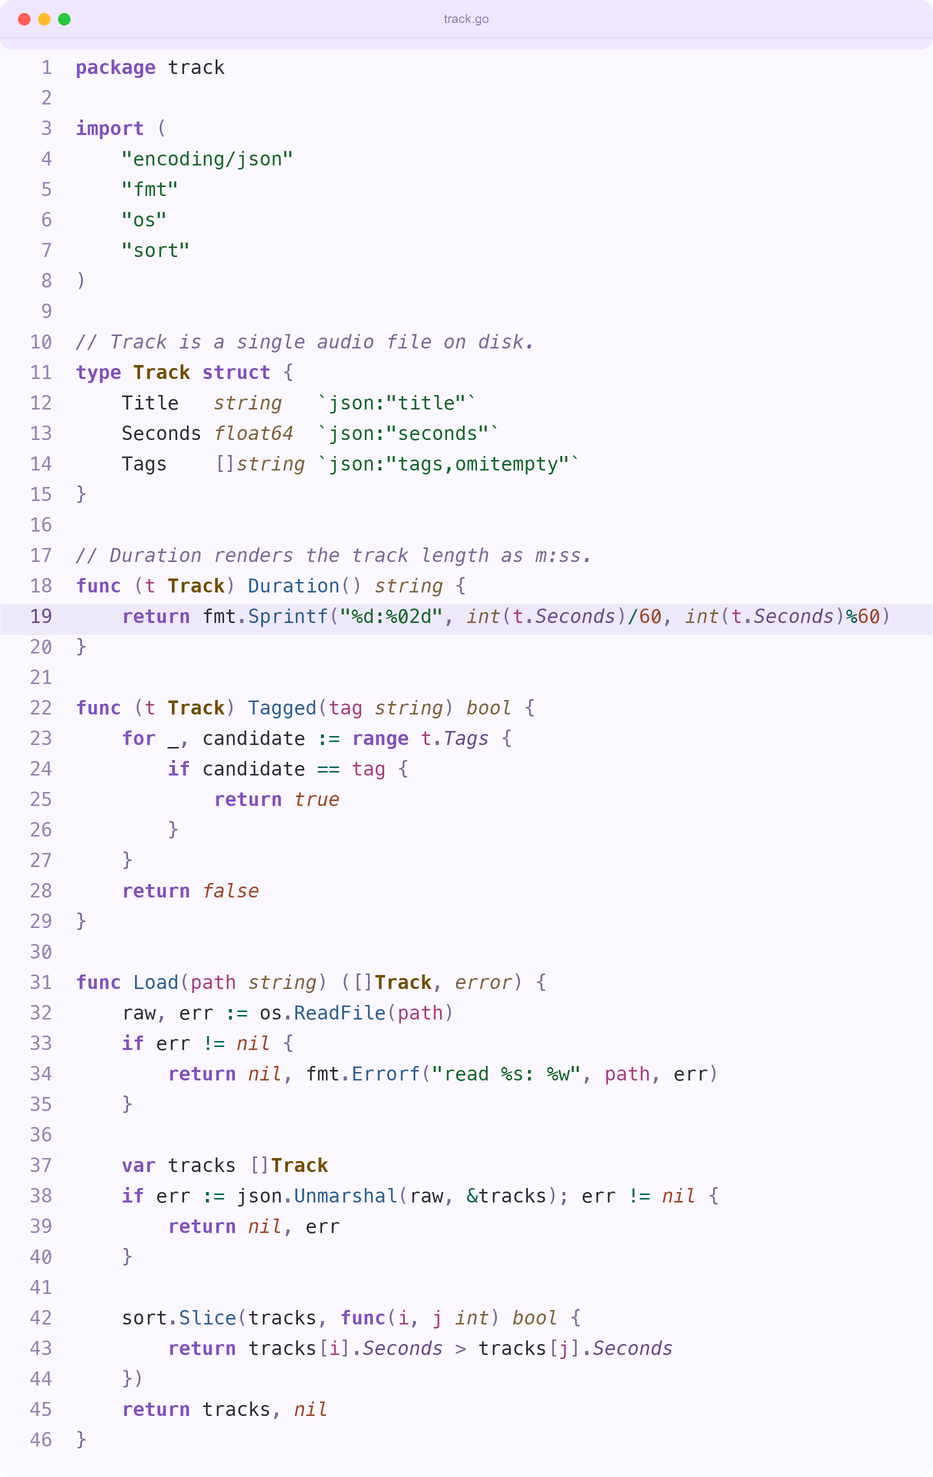 track.go
1 package track
2
3 import (
4     "encoding/json"
5     "fmt"
6     "os"
7     "sort"
8 )
9
10 // Track is a single audio file on disk.
11 type Track struct {
12     Title   string   `json:"title"`
13     Seconds float64  `json:"seconds"`
14     Tags    []string `json:"tags,omitempty"`
15 }
16
17 // Duration renders the track length as m:ss.
18 func (t Track) Duration() string {
19     return fmt.Sprintf("%d:%02d", int(t.Seconds)/60, int(t.Seconds)%60)
20 }
21
22 func (t Track) Tagged(tag string) bool {
23     for _, candidate := range t.Tags {
24         if candidate == tag {
25             return true
26         }
27     }
28     return false
29 }
30
31 func Load(path string) ([]Track, error) {
32     raw, err := os.ReadFile(path)
33     if err != nil {
34         return nil, fmt.Errorf("read %s: %w", path, err)
35     }
36
37     var tracks []Track
38     if err := json.Unmarshal(raw, &tracks); err != nil {
39         return nil, err
40     }
41
42     sort.Slice(tracks, func(i, j int) bool {
43         return tracks[i].Seconds > tracks[j].Seconds
44     })
45     return tracks, nil
46 }